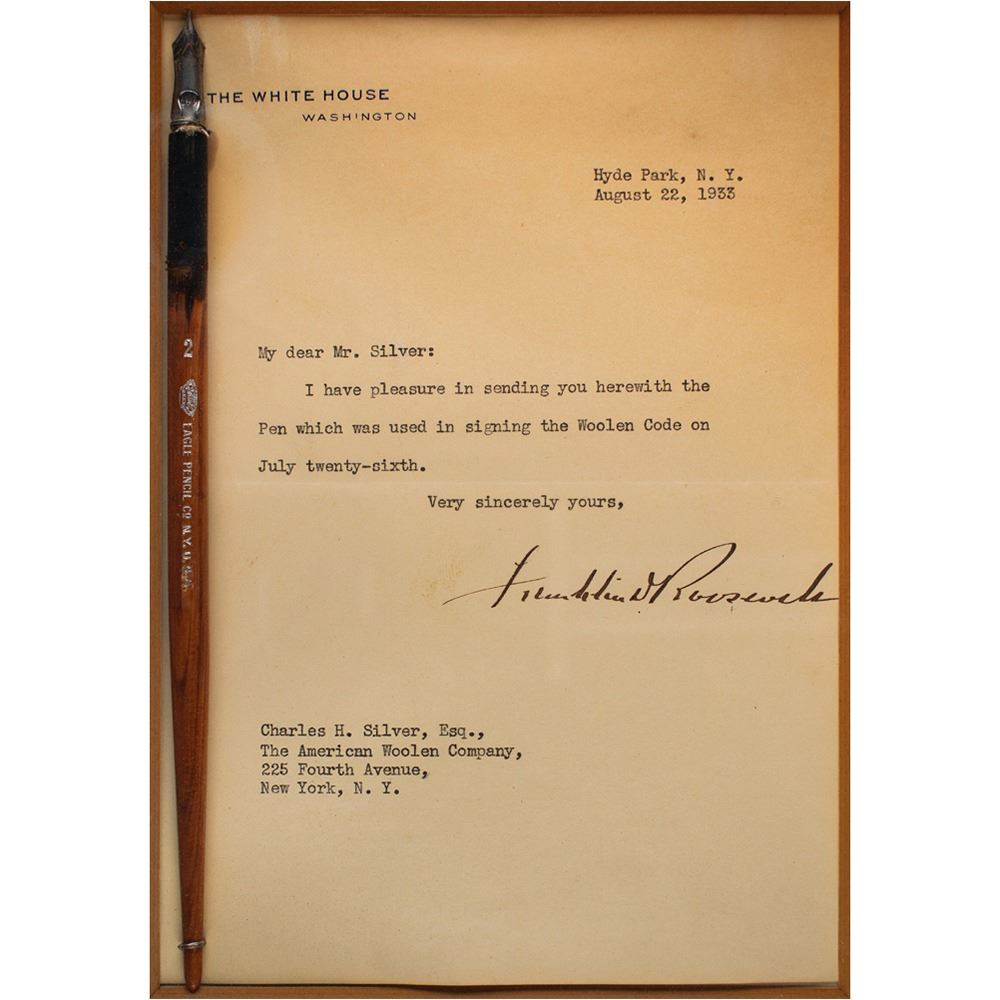 THE WHITE HOUSE
WASHINGTON
Hyde Park, N. Y.
August 22, 1933
My dear Mr. Silver:
I have pleasure in sending you herewith the
Pen which was used in signing the Woolen Code on
July twenty-sixth.
Very sincerely yours,
Franklin D Roosevelt
Charles H. Silver, Esq.,
The American Woolen Company,
225 Fourth Avenue,
New York, N. Y.
2
EAGLE PENCIL CO N.Y. U.S.A.